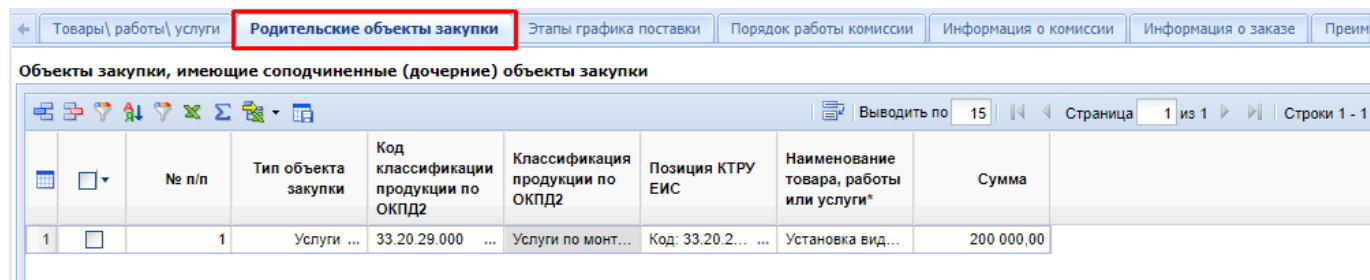 Товары\ работы\ услуги Родительские объекты закупки Этапы графика поставки Порядок работы комиссии Информация о комиссии Информация о заказе Преим
Объекты закупки, имеющие соподчиненные (дочерние) объекты закупки
Выводить по 15 Страница 1 из 1 Строки 1 - 1
№ п/п Тип объекта закупки Код классификации продукции по ОКПД2 Классификация продукции по ОКПД2 Позиция КТРУ ЕИС Наименование товара, работы или услуги* Сумма
1 1 Услуги ... 33.20.29.000 ... Услуги по монт... Код: 33.20.2... ... Установка вид... 200 000,00